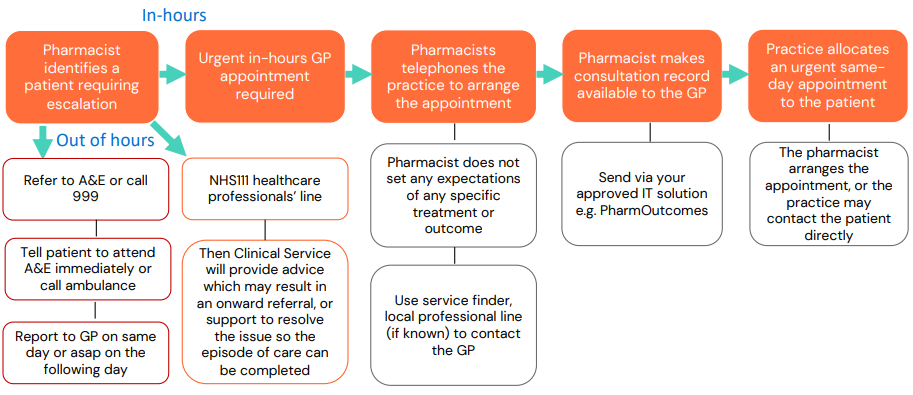 In-hours
Pharmacist
identifies a
patient requiring
escalation
Urgent in-hours GP
appointment
required
Pharmacists
telephones the
practice to arrange
the appointment
Pharmacist makes
consultation record
available to the GP
Practice allocates
an urgent same-
day appointment
to the patient
Out of hours
Refer to A&E or call
999
Tell patient to attend
A&E immediately or
call ambulance
Report to GP on same
day or asap on the
following day
NHS111 healthcare
professionals’ line
Then Clinical Service
will provide advice
which may result in
an onward referral, or
support to resolve
the issue so the
episode of care can
be completed
Pharmacist does not
set any expectations
of any specific
treatment or
outcome
Use service finder,
local professional line
(if known) to contact
the GP
Send via your
approved IT solution
e.g. PharmOutcomes
The pharmacist
arranges the
appointment, or the
practice may
contact the patient
directly